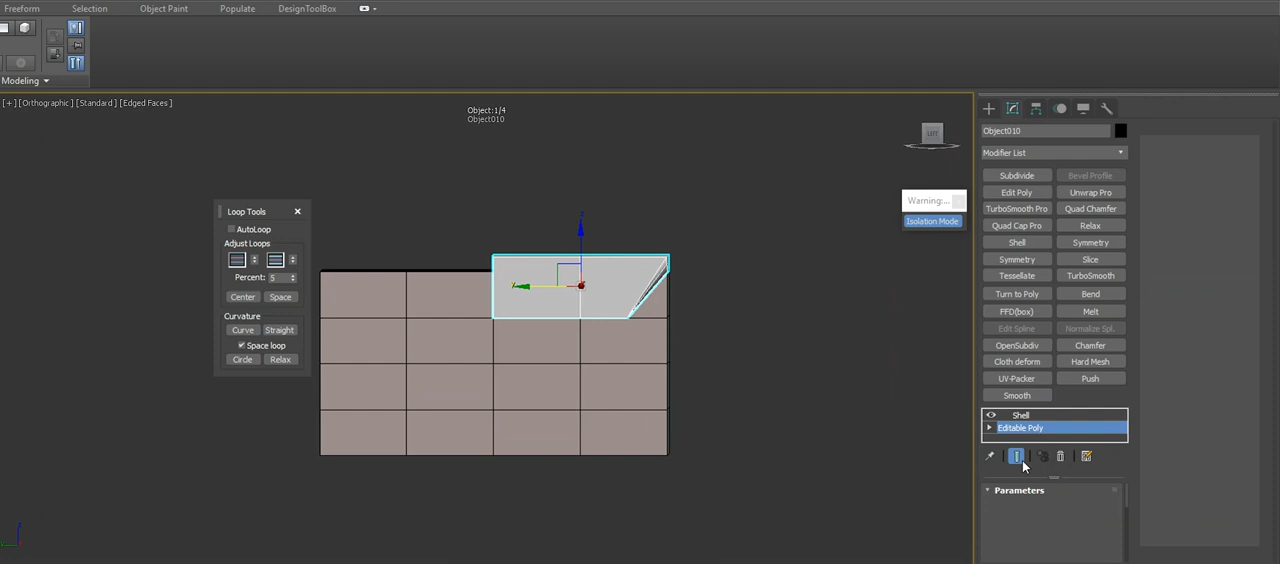 Freeform Selection Object Paint Populate DesignToolBox
Modeling
[+] [Orthographic ] [Standard ] [Edged Faces ]
Object:1/4
Object010
LEFT
Loop Tools
AutoLoop
Adjust Loops
Percent: 5
Center Space
Curvature
Curve Straight
Space loop
Circle Relax
z
y
Warning:...
Isolation Mode
Object010
Modifier List
Subdivide Bevel Profile
Edit Poly Unwrap Pro
TurboSmooth Pro Quad Chamfer
Quad Cap Pro Relax
Shell Symmetry
Symmetry Slice
Tessellate TurboSmooth
Turn to Poly Bend
FFD(box) Melt
Edit Spline Normalize Spl.
OpenSubdiv Chamfer
Cloth deform Hard Mesh
UV-Packer Push
Smooth
Shell
Editable Poly
Parameters